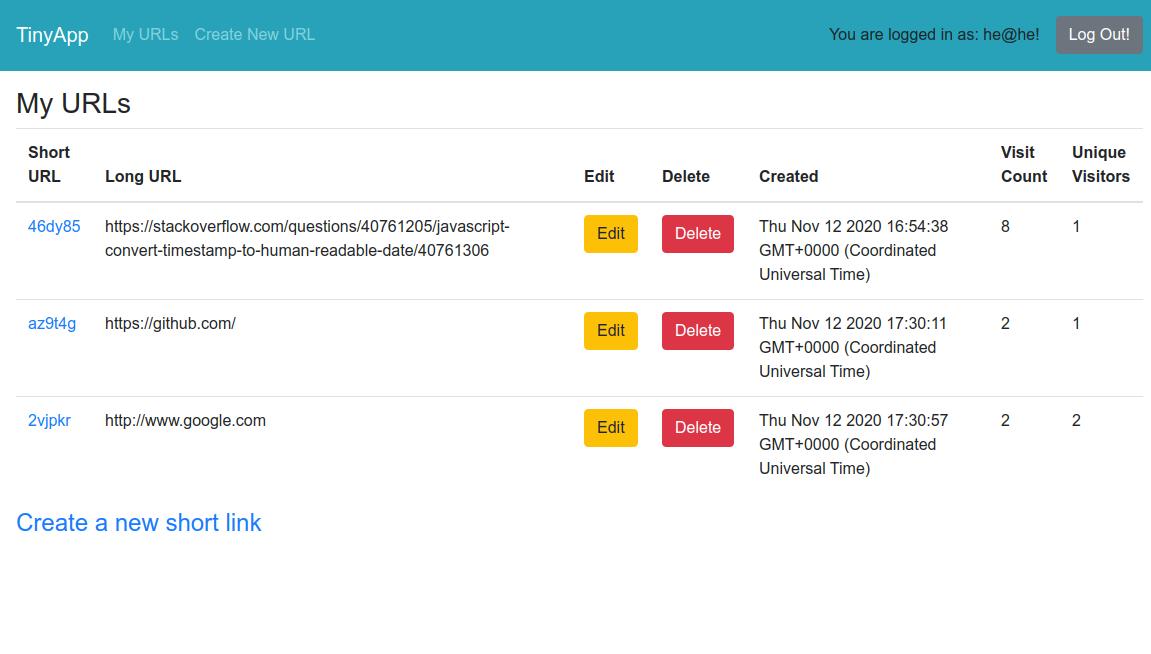 TinyApp My URLs Create New URL You are logged in as: he@he! Log Out!
My URLs
Short URL Long URL Edit Delete Created Visit Count Unique Visitors
46dy85 https://stackoverflow.com/questions/40761205/javascript- Edit Delete Thu Nov 12 2020 16:54:38 8 1
convert-timestamp-to-human-readable-date/40761306 GMT+0000 (Coordinated
Universal Time)
az9t4g https://github.com/ Edit Delete Thu Nov 12 2020 17:30:11 2 1
GMT+0000 (Coordinated
Universal Time)
2vjpkr http://www.google.com Edit Delete Thu Nov 12 2020 17:30:57 2 2
GMT+0000 (Coordinated
Universal Time)
Create a new short link